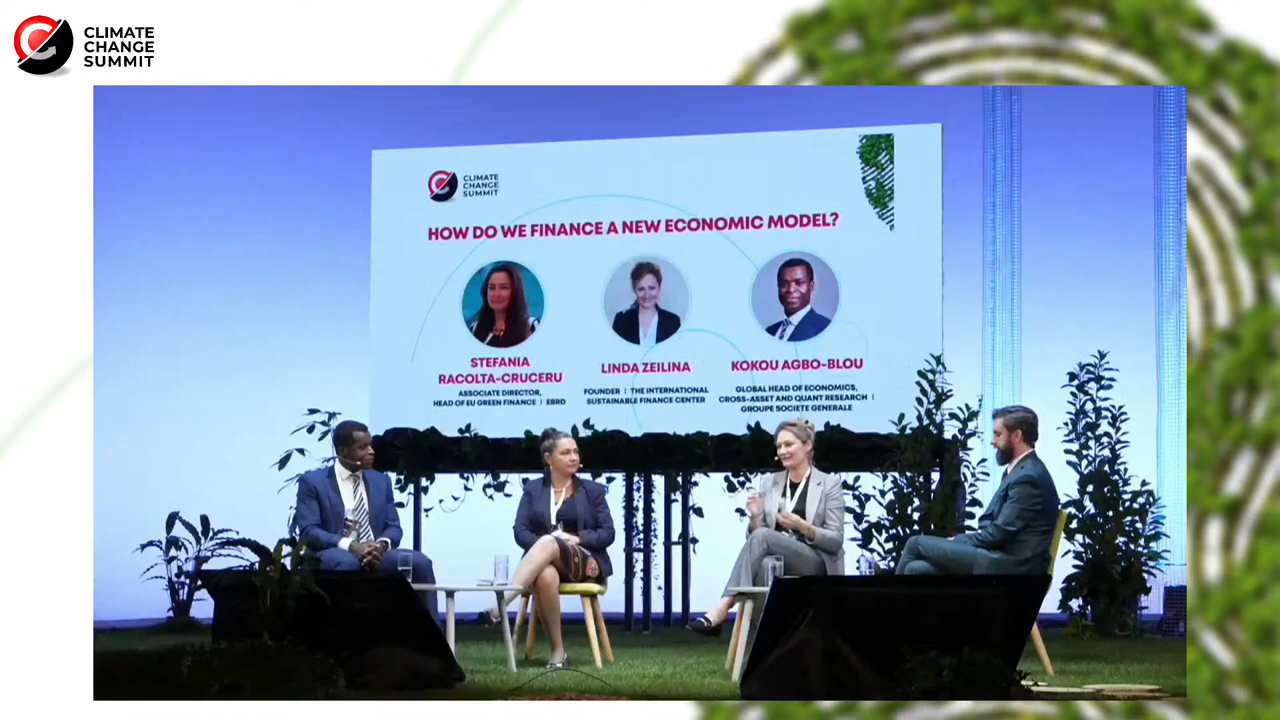 CLIMATE
CHANGE
SUMMIT
CLIMATE
CHANGE
SUMMIT
HOW DO WE FINANCE A NEW ECONOMIC MODEL?
STEFANIA
RACOLTA-CRUCERU
ASSOCIATE DIRECTOR,
HEAD OF EU GREEN FINANCE | EBRD
LINDA ZEILINA
FOUNDER | THE INTERNATIONAL
SUSTAINABLE FINANCE CENTER
KOKOU AGBO-BLOU
GLOBAL HEAD OF ECONOMICS,
CROSS-ASSET AND QUANT RESEARCH |
GROUPE SOCIETE GENERALE